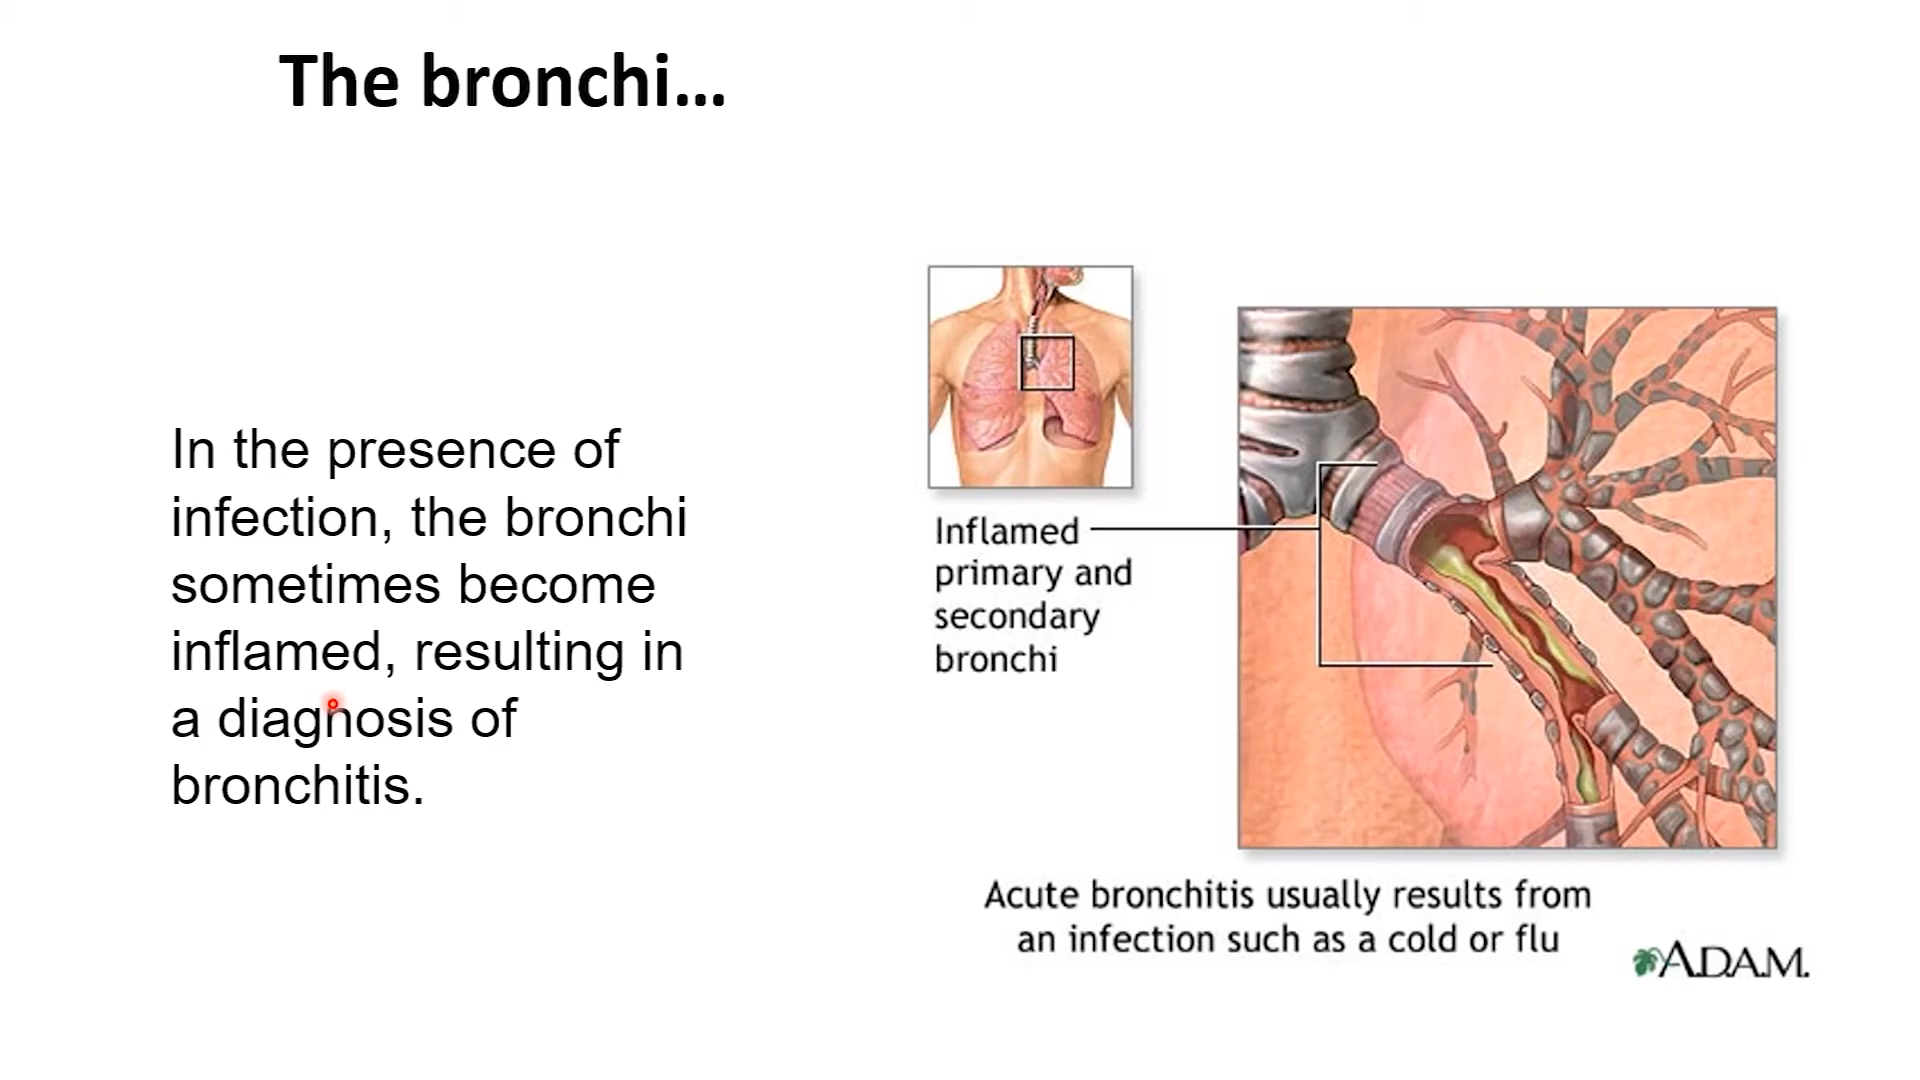 The bronchi...
In the presence of
infection, the bronchi
sometimes become
inflamed, resulting in
a diagnosis of
bronchitis.
Inflamed
primary and
secondary
bronchi
Acute bronchitis usually results from
an infection such as a cold or flu
A.D.A.M.